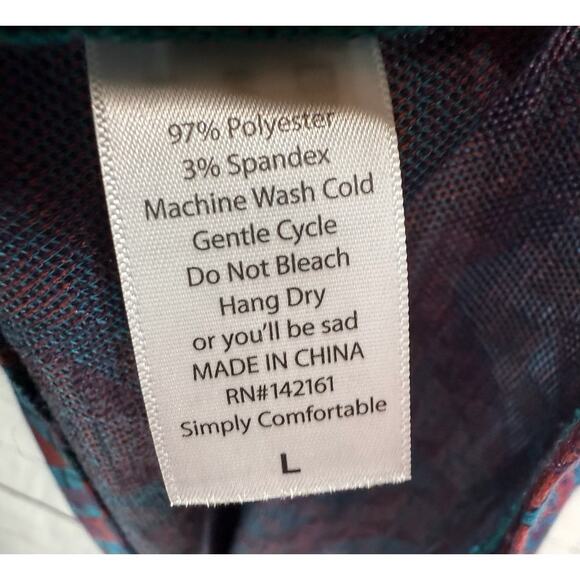 97% Polyester
3% Spandex
Machine Wash Cold
Gentle Cycle
Do Not Bleach
Hang Dry
or you'll be sad
MADE IN CHINA
RN#142161
Simply Comfortable
L